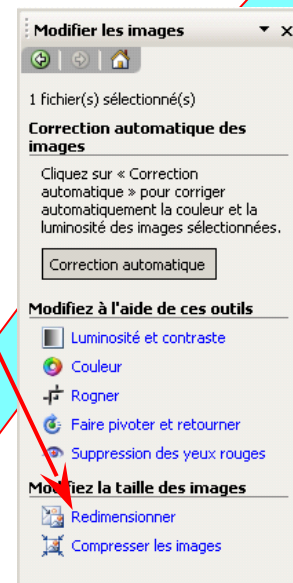 Modifier les images
1 fichier(s) sélectionné(s)
Correction automatique des
images
Cliquez sur « Correction
automatique » pour corriger
automatiquement la couleur et la
luminosité des images sélectionnées.
Correction automatique
Modifiez à l'aide de ces outils
Luminosité et contraste
Couleur
Rogner
Faire pivoter et retourner
Suppression des yeux rouges
Modifiez la taille des images
Redimensionner
Compresser les images